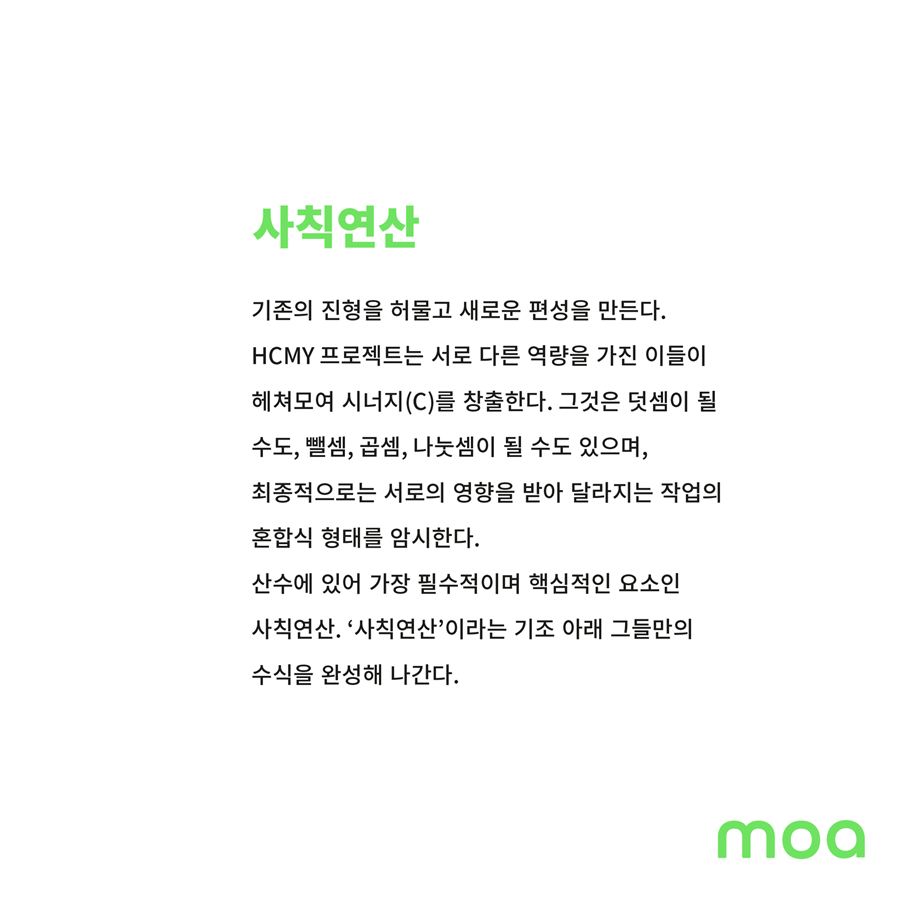 사칙연산
기존의 진형을 허물고 새로운 편성을 만든다.
HCMY 프로젝트는 서로 다른 역량을 가진 이들이
헤쳐모여 시너지(C)를 창출한다. 그것은 덧셈이 될
수도, 뺄셈, 곱셈, 나눗셈이 될 수도 있으며,
최종적으로는 서로의 영향을 받아 달라지는 작업의
혼합식 형태를 암시한다.
산수에 있어 가장 필수적이며 핵심적인 요소인
사칙연산. ‘사칙연산’이라는 기조 아래 그들만의
수식을 완성해 나간다.
moa